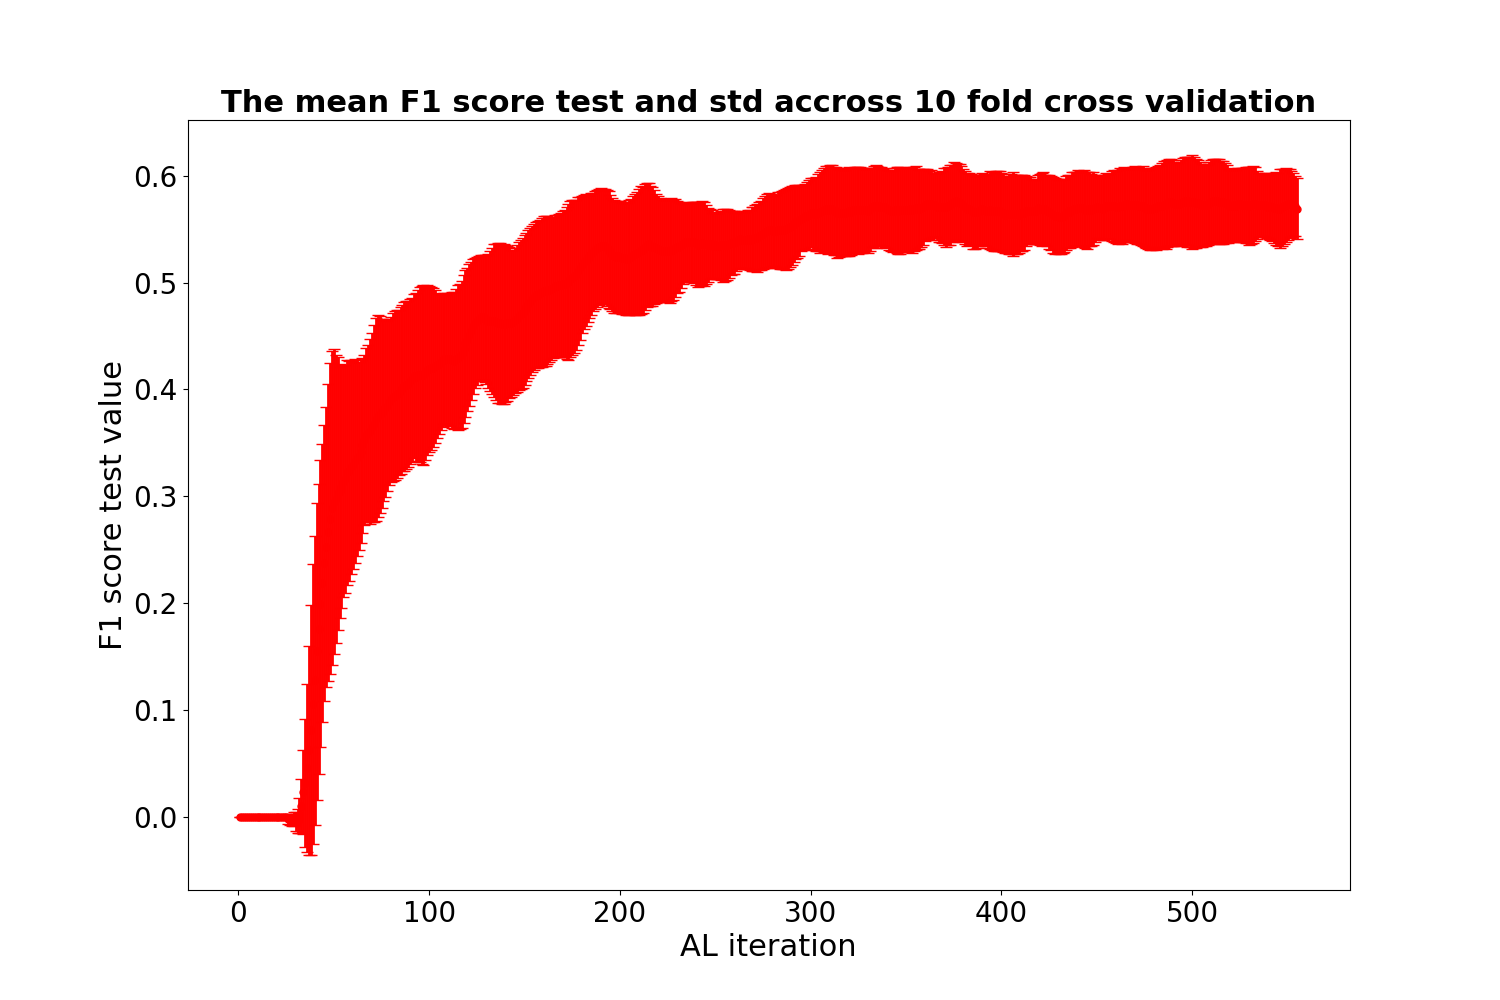 The mean F1 score test and std accross 10 fold cross validation
F1 score test value
0.6
0.5
0.4
0.3
0.2
0.1
0.0
0 100 200 300 400 500
AL iteration